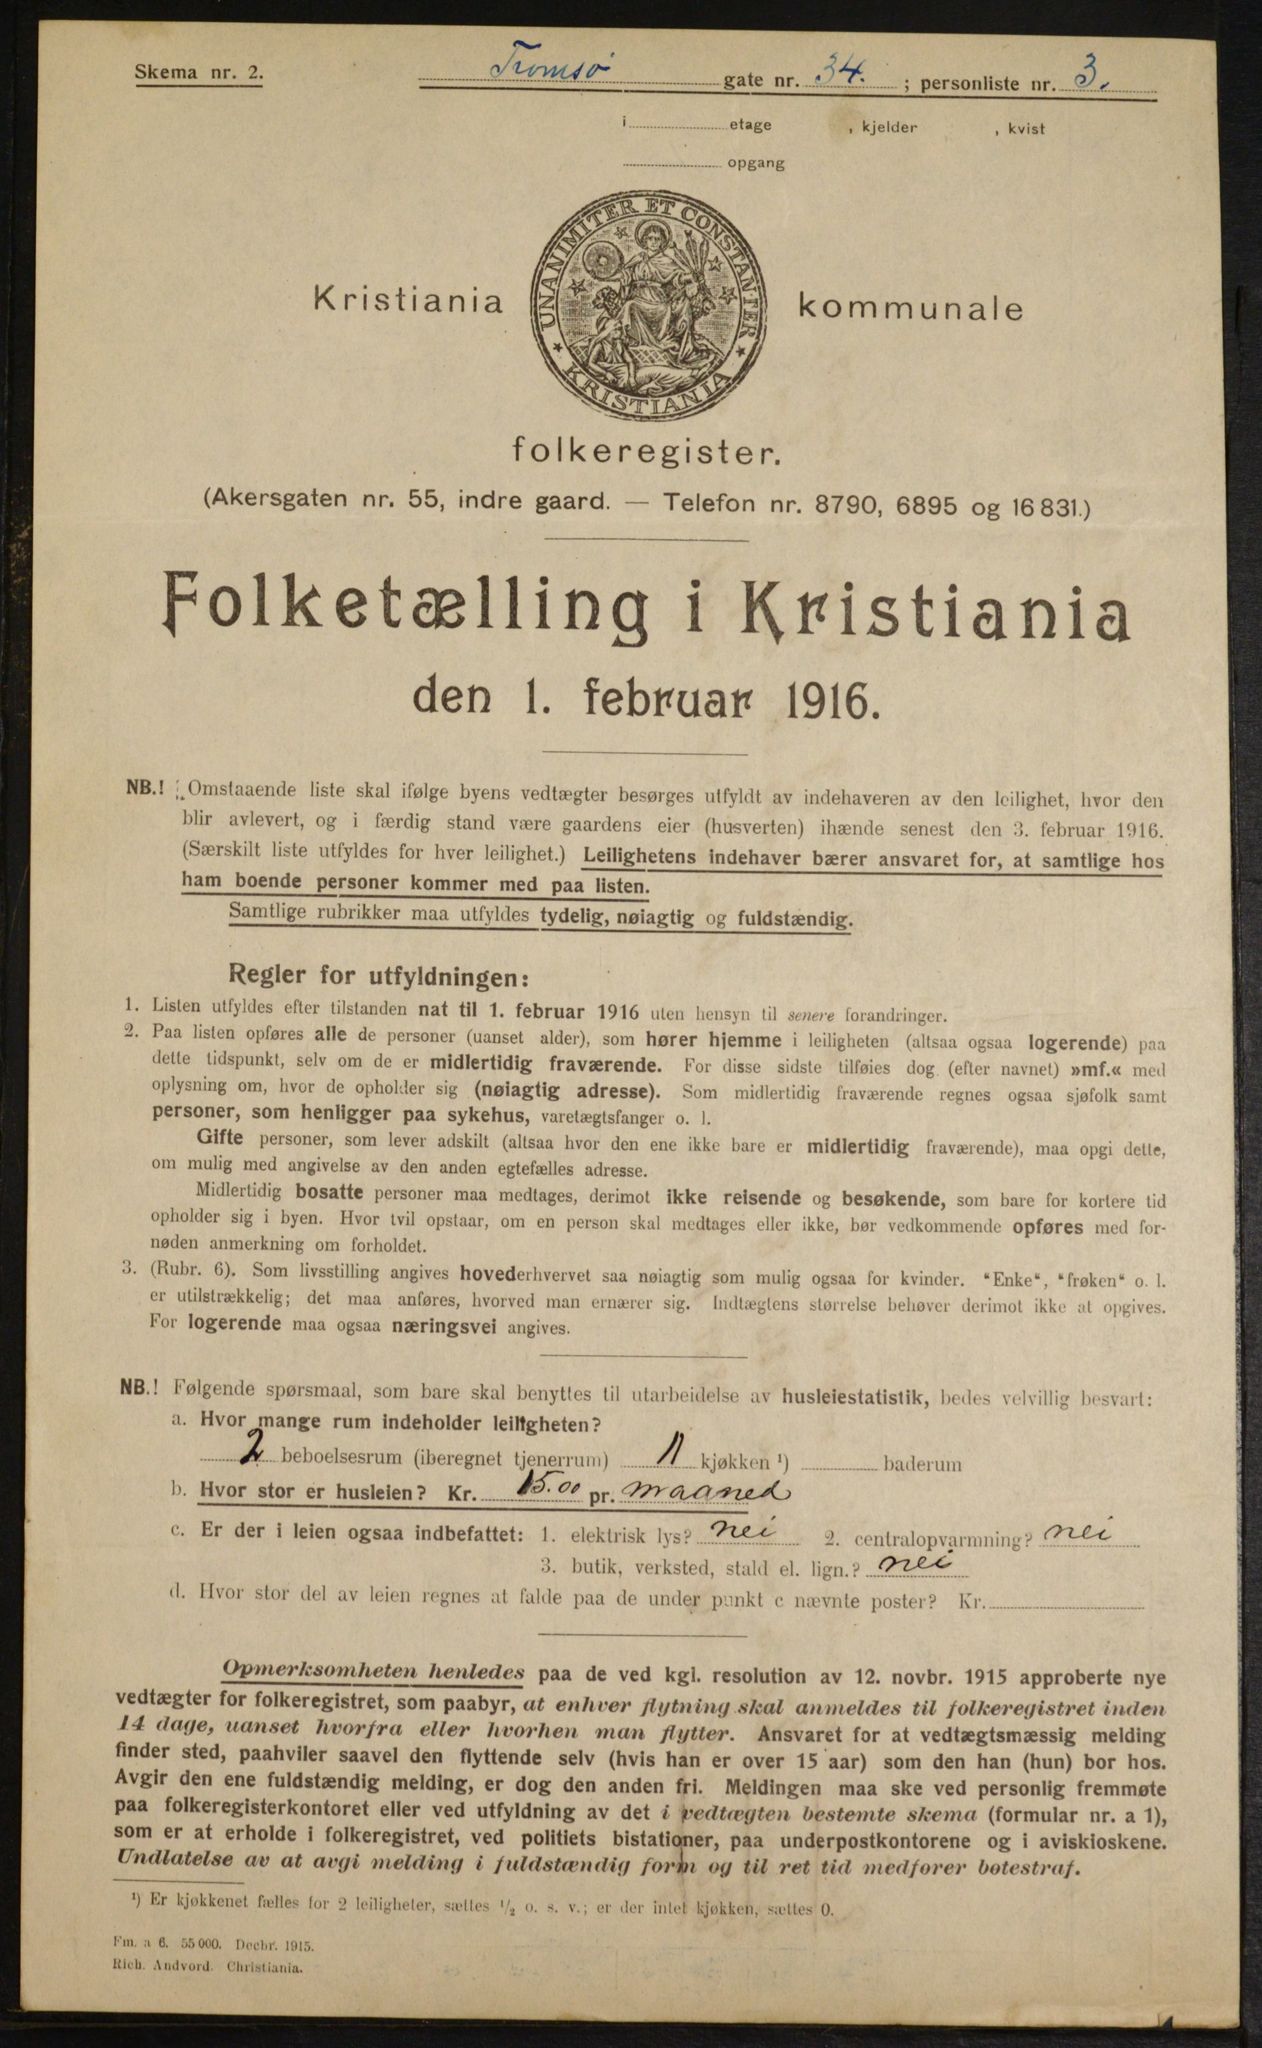 Skema nr. 2.
Tromsø gate nr. 34. ; personliste nr. 3.
i etage , kjelder , kvist
opgang
UNANIMITER ET CONSTANTER
★ KRISTIANIA ★
Kristiania kommunale
folkeregister.
(Akersgaten nr. 55, indre gaard. — Telefon nr. 8790, 6895 og 16 831.)
Folketælling i Kristiania
den 1. februar 1916.
NB.! Omstaaende liste skal ifølge byens vedtægter besørges utfyldt av indehaveren av den leilighet, hvor den
blir avlevert, og i færdig stand være gaardens eier (husverten) ihænde senest den 3. februar 1916.
(Særskilt liste utfyldes for hver leilighet.) Leilighetens indehaver bærer ansvaret for, at samtlige hos
ham boende personer kommer med paa listen.
Samtlige rubrikker maa utfyldes tydelig, nøiagtig og fuldstændig.
Regler for utfyldningen:
1. Listen utfyldes efter tilstanden nat til 1. februar 1916 uten hensyn til senere forandringer.
2. Paa listen opføres alle de personer (uanset alder), som hører hjemme i leiligheten (altsaa ogsaa logerende) paa
dette tidspunkt, selv om de er midlertidig fraværende. For disse sidste tilføies dog (efter navnet) »mf.« med
oplysning om, hvor de opholder sig (nøiagtig adresse). Som midlertidig fraværende regnes ogsaa sjøfolk samt
personer, som henligger paa sykehus, varetægtsfanger o. l.
Gifte personer, som lever adskilt (altsaa hvor den ene ikke bare er midlertidig fraværende), maa opgi dette,
om mulig med angivelse av den anden egtefælles adresse.
Midlertidig bosatte personer maa medtages, derimot ikke reisende og besøkende, som bare for kortere tid
opholder sig i byen. Hvor tvil opstaar, om en person skal medtages eller ikke, bør vedkommende opføres med for-
nøden anmerkning om forholdet.
3. (Rubr. 6). Som livsstilling angives hovederhvervet saa nøiagtig som mulig ogsaa for kvinder. "Enke", "frøken" o. l.
er utilstrækkelig; det maa anføres, hvorved man ernærer sig. Indtægtens størrelse behøver derimot ikke at opgives.
For logerende maa ogsaa næringsvei angives.
NB.! Følgende spørsmaal, som bare skal benyttes til utarbeidelse av husleiestatistik, bedes velvillig besvart:
a. Hvor mange rum indeholder leiligheten?
2 beboelsesrum (iberegnet tjenerrum) 1 kjøkken ¹) baderum
b. Hvor stor er husleien? Kr. 15.00 pr. maaned
c. Er der i leien ogsaa indbefattet: 1. elektrisk lys? nei 2. centralopvarmning? nei
3. butik, verksted, stald el. lign.? nei
d. Hvor stor del av leien regnes at falde paa de under punkt c nævnte poster? Kr.
Opmerksomheten henledes paa de ved kgl. resolution av 12. novbr. 1915 approberte nye
vedtægter for folkeregistret, som paabyr, at enhver flytning skal anmeldes til folkeregistret inden
14 dage, uanset hvorfra eller hvorhen man flytter. Ansvaret for at vedtægtsmæssig melding
finder sted, paahviler saavel den flyttende selv (hvis han er over 15 aar) som den han (hun) bor hos.
Avgir den ene fuldstændig melding, er dog den anden fri. Meldingen maa ske ved personlig fremmøte
paa folkeregisterkontoret eller ved utfyldning av det i vedtægten bestemte skema (formular nr. a 1),
som er at erholde i folkeregistret, ved politiets bistationer, paa underpostkontorene og i aviskioskene.
Undlatelse av at avgi melding i fuldstændig form og til ret tid medfører bøtestraf.
¹) Er kjøkkenet fælles for 2 leiligheter, sættes ½ o. s. v.; er der intet kjøkken, sættes 0.
Fm. a 6. 55 000. Decbr. 1915.
Rich. Andvord. Christiania.